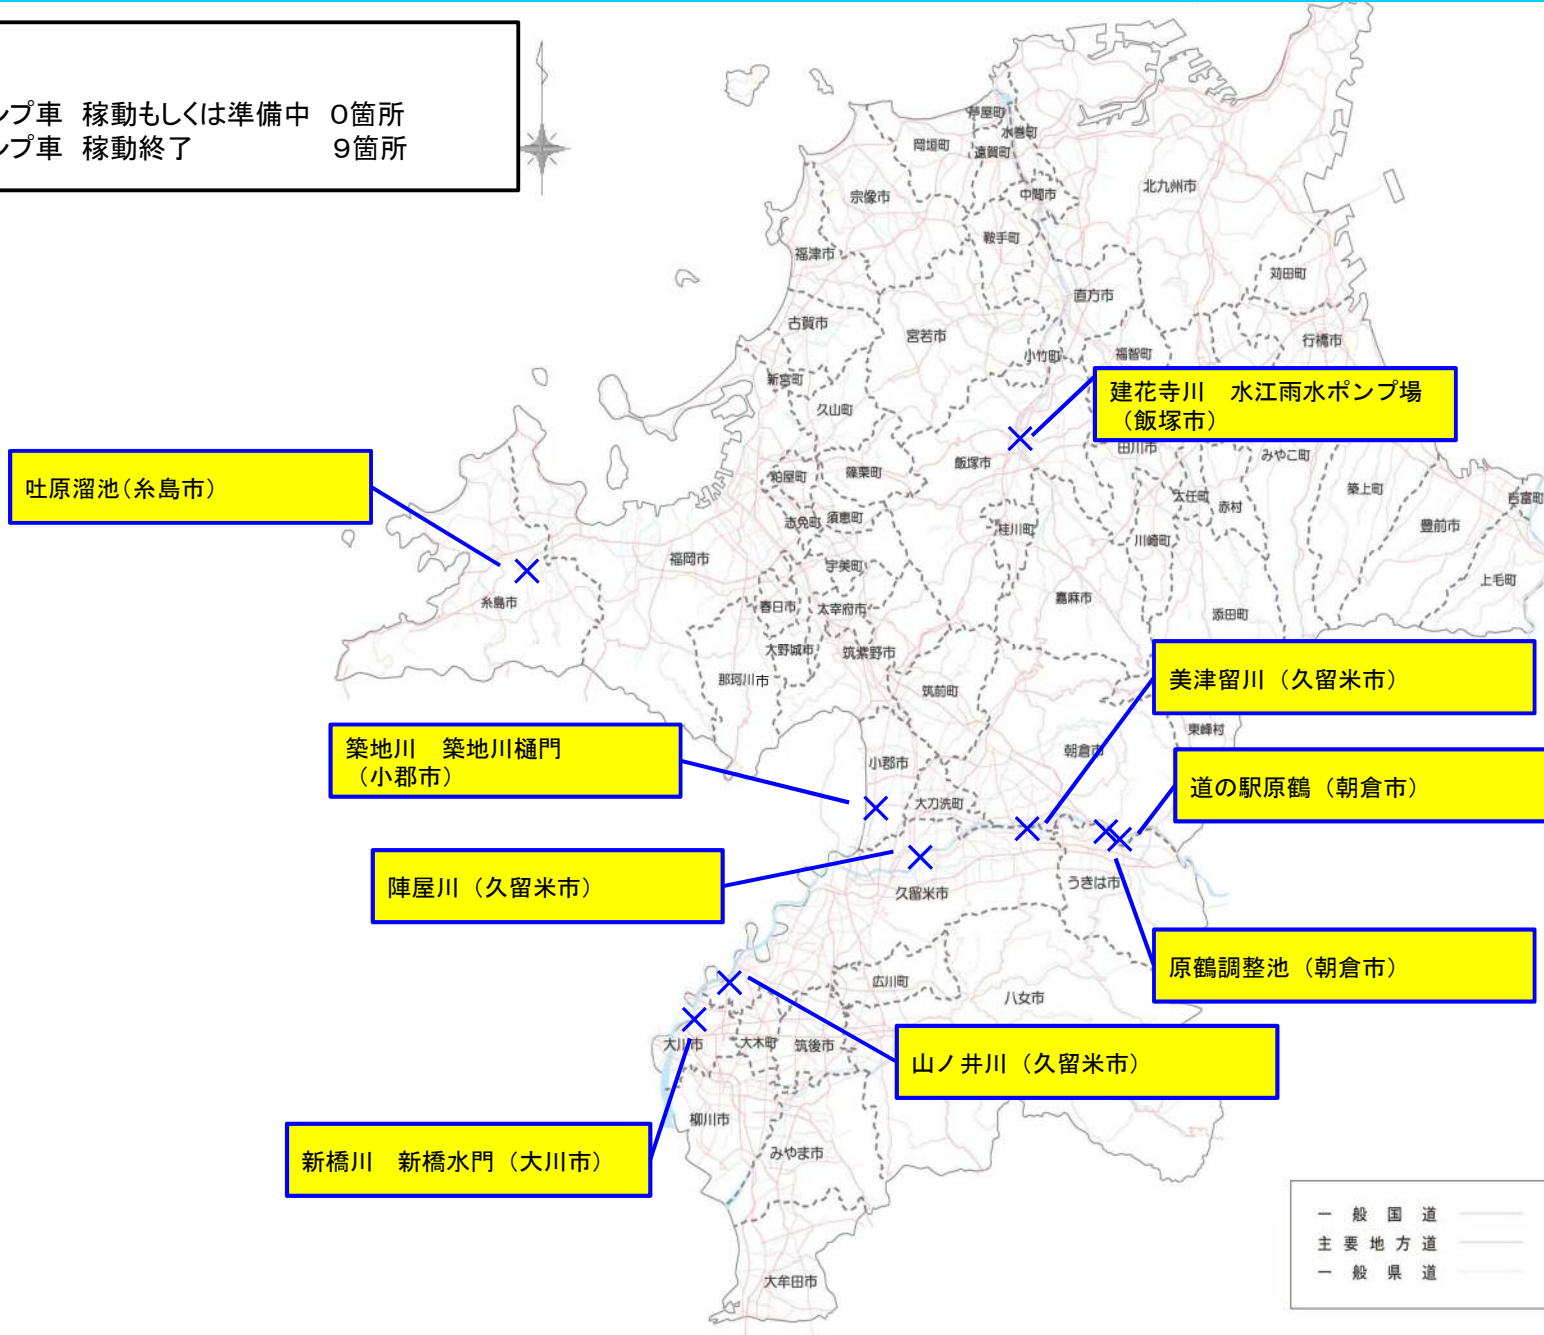 ンプ車 稼動もしくは準備中 0箇所
ンプ車 稼動終了 9箇所
芦屋町
水巻町
岡垣町
遠賀町
北九州市
中間市
宗像市
鞍手町
福津市
苅田町
直方市
古賀市
宮若市
行橋市
小竹町
福智町
新宮町
建花寺川 水江雨水ポンプ場
（飯塚市）
久山町
田川市
みやこ町
飯塚市
篠栗町
粕屋町
吐原溜池（糸島市）
築上町
大任町
赤村
吉富町
志免町
須恵町
桂川町
豊前市
川崎町
福岡市
宇美町
上毛町
糸島市
春日市
太宰府市
嘉麻市
添田町
大野城市
筑紫野市
那珂川市
筑前町
美津留川（久留米市）
東峰村
築地川 築地川樋門
（小郡市）
小郡市
朝倉市
道の駅原鶴（朝倉市）
大刀洗町
陣屋川（久留米市）
久留米市
うきは市
原鶴調整池（朝倉市）
広川町
八女市
大川市
大木町
筑後市
山ノ井川（久留米市）
柳川市
新橋川 新橋水門（大川市）
みやま市
一般国道
主要地方道
一般県道
大牟田市